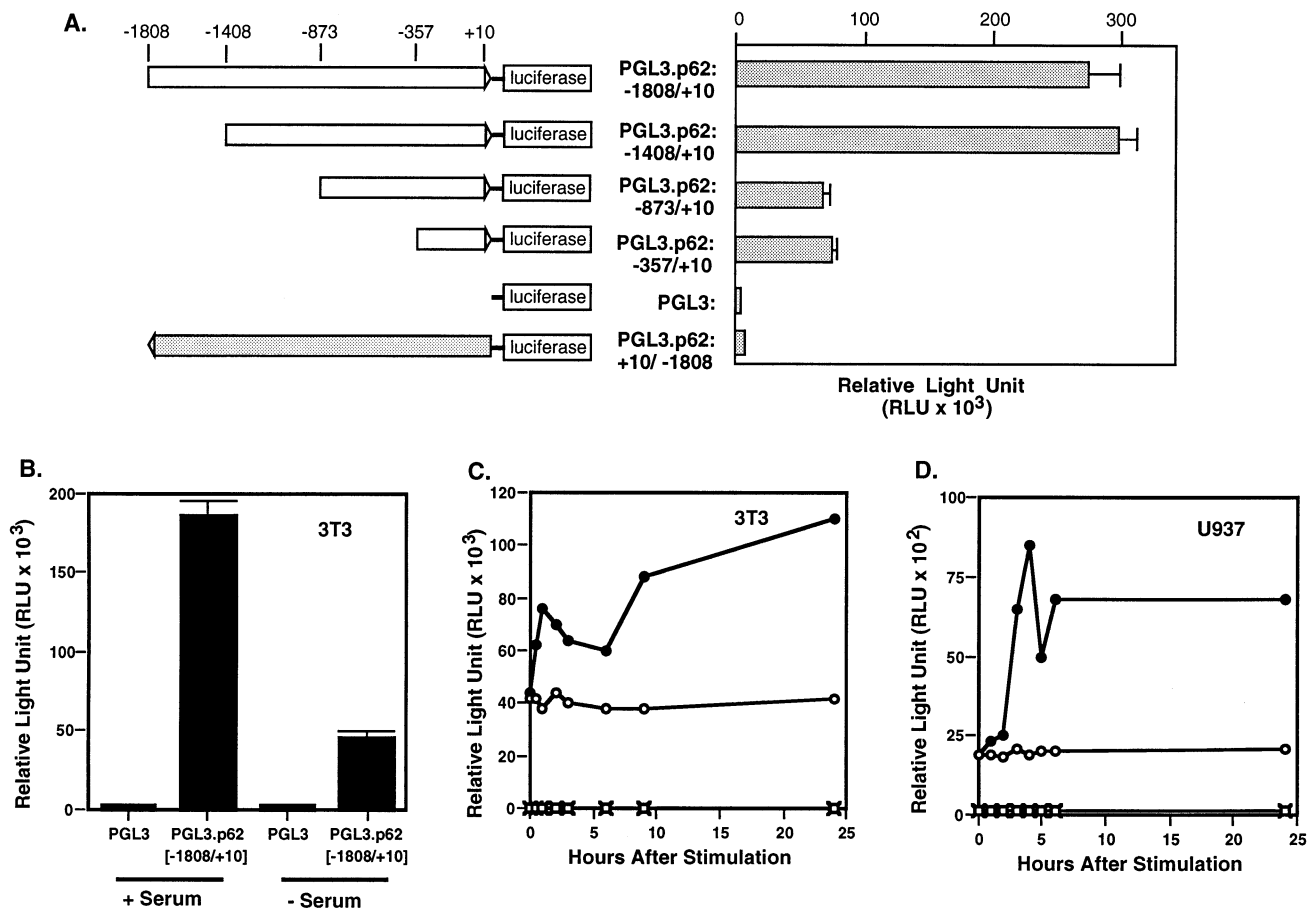 A.
-1808 -1408 -873 -357 +10
0 100 200 300
luciferase PGL3.p62:
-1808/+10
luciferase PGL3.p62:
-1408/+10
luciferase PGL3.p62:
-873/+10
luciferase PGL3.p62:
-357/+10
luciferase PGL3:
luciferase PGL3.p62:
+10/ -1808
Relative Light Unit
(RLU x 10³)
B.
Relative Light Unit (RLU x 10³)
200
150
100
50
0
3T3
PGL3 PGL3.p62 PGL3 PGL3.p62
[-1808/+10] [-1808/+10]
+ Serum - Serum
C.
Relative Light Unit (RLU x 10³)
120
100
80
60
40
20
0
3T3
0 5 10 15 20 25
Hours After Stimulation
D.
Relative Light Unit (RLU x 10²)
100
75
50
25
0
U937
0 5 10 15 20 25
Hours After Stimulation